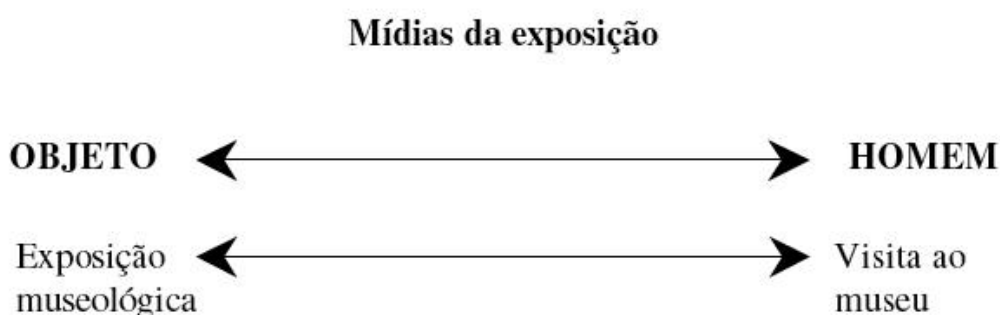 Mídias da exposição
OBJETO HOMEM
Exposição Visita ao
museológica museu